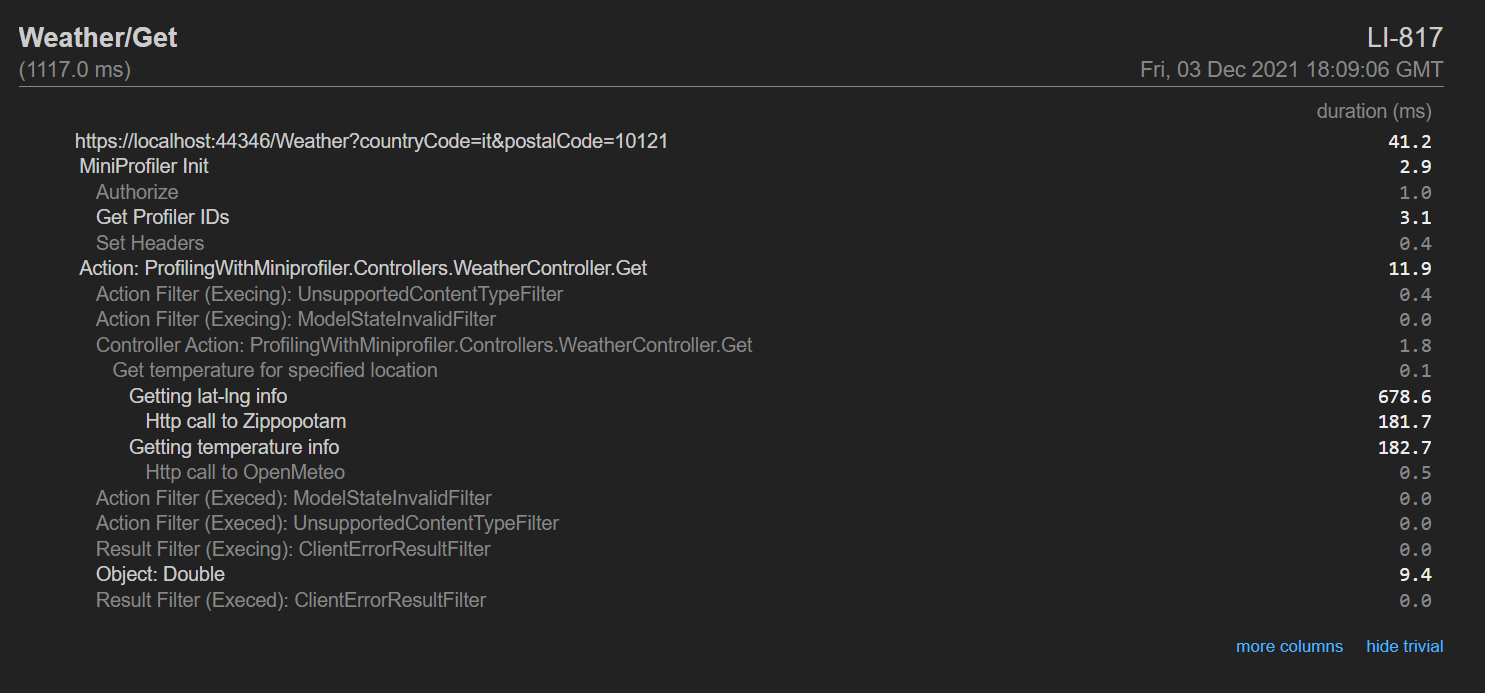 Weather/Get LI-817
(1117.0 ms) Fri, 03 Dec 2021 18:09:06 GMT
duration (ms)
https://localhost:44346/Weather?countryCode=it&postalCode=10121 41.2
MiniProfiler Init 2.9
Authorize 1.0
Get Profiler IDs 3.1
Set Headers 0.4
Action: ProfilingWithMiniprofiler.Controllers.WeatherController.Get 11.9
Action Filter (Execing): UnsupportedContentTypeFilter 0.4
Action Filter (Execing): ModelStateInvalidFilter 0.0
Controller Action: ProfilingWithMiniprofiler.Controllers.WeatherController.Get 1.8
Get temperature for specified location 0.1
Getting lat-lng info 678.6
Http call to Zippopotam 181.7
Getting temperature info 182.7
Http call to OpenMeteo 0.5
Action Filter (Execed): ModelStateInvalidFilter 0.0
Action Filter (Execed): UnsupportedContentTypeFilter 0.0
Result Filter (Execing): ClientErrorResultFilter 0.0
Object: Double 9.4
Result Filter (Execed): ClientErrorResultFilter 0.0
more columns hide trivial